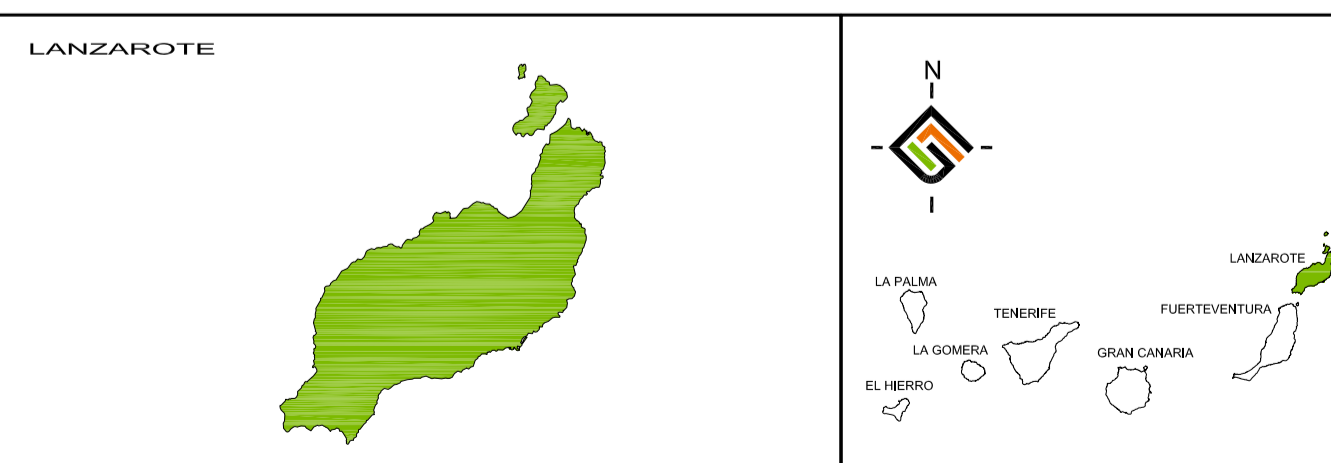 LANZAROTE
N
LANZAROTE
LA PALMA
FUERTEVENTURA
TENERIFE
LA GOMERA
GRAN CANARIA
EL HIERRO